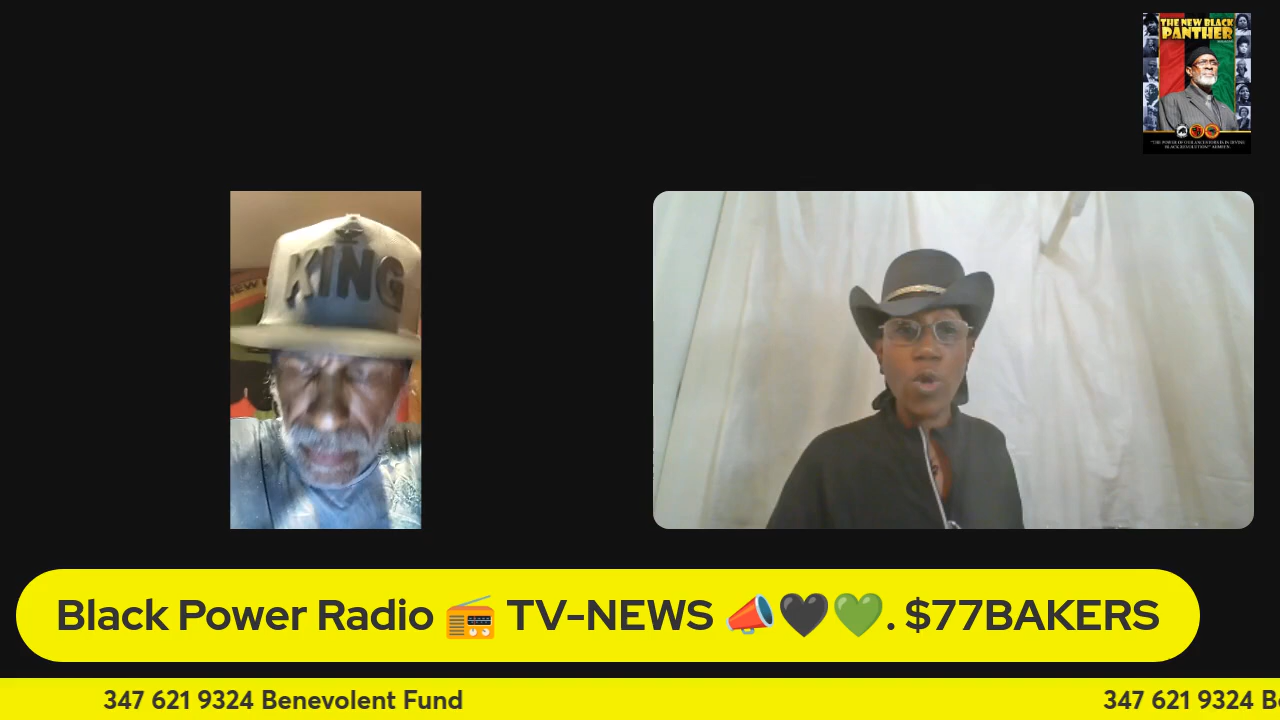 THE NEW BLACK
PANTHER
KING
Black Power Radio 📻 TV-NEWS 📣🖤💚. $77BAKERS
347 621 9324 Benevolent Fund
347 621 9324 Be